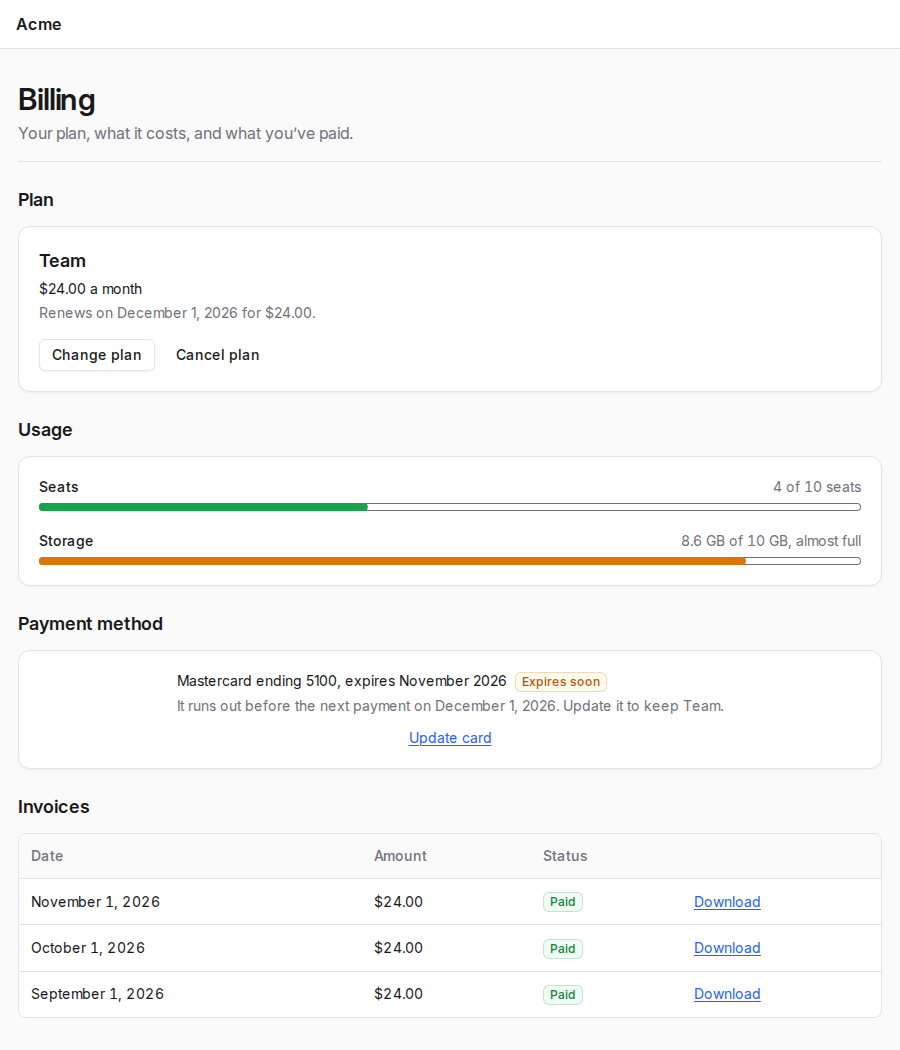 Acme
Billing
Your plan, what it costs, and what you’ve paid.
Plan
Team
$24.00 a month
Renews on December 1, 2026 for $24.00.
Change plan Cancel plan
Usage
Seats 4 of 10 seats
Storage 8.6 GB of 10 GB, almost full
Payment method
Mastercard ending 5100, expires November 2026 Expires soon
It runs out before the next payment on December 1, 2026. Update it to keep Team.
Update card
Invoices
Date Amount Status
November 1, 2026 $24.00 Paid Download
October 1, 2026 $24.00 Paid Download
September 1, 2026 $24.00 Paid Download